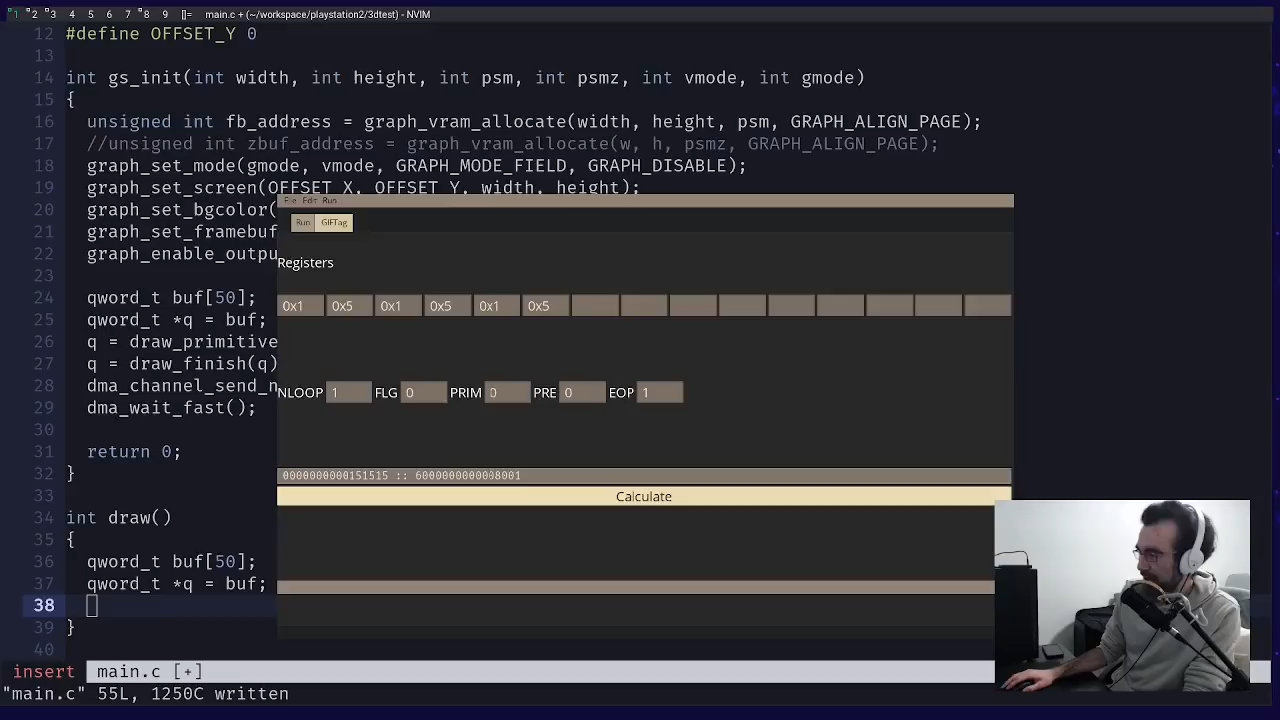 1 2 3 4 5 6 7 8 9 []= main.c + (~/workspace/playstation2/3dtest) - NVIM
12 #define OFFSET_Y 0
13
14 int gs_init(int width, int height, int psm, int psmz, int vmode, int gmode)
15 {
16 unsigned int fb_address = graph_vram_allocate(width, height, psm, GRAPH_ALIGN_PAGE);
17 //unsigned int zbuf_address = graph_vram_allocate(w, h, psmz, GRAPH_ALIGN_PAGE);
18 graph_set_mode(gmode, vmode, GRAPH_MODE_FIELD, GRAPH_DISABLE);
19 graph_set_screen(OFFSET_X, OFFSET_Y, width, height);
20 graph_set_bgcolor(
21 graph_set_framebuf
22 graph_enable_outpu
23
24 qword_t buf[50];
25 qword_t *q = buf;
26 q = draw_primitive
27 q = draw_finish(q)
28 dma_channel_send_n
29 dma_wait_fast();
30
31 return 0;
32 }
33
34 int draw()
35 {
36 qword_t buf[50];
37 qword_t *q = buf;
38
39 }
40
File Edit Run
Run GIFTag
Registers
0x1 0x5 0x1 0x5 0x1 0x5
NLOOP 1 FLG 0 PRIM 0 PRE 0 EOP 1
0000000000151515 :: 6000000000008001
Calculate
insert main.c [+]
"main.c" 55L, 1250C written